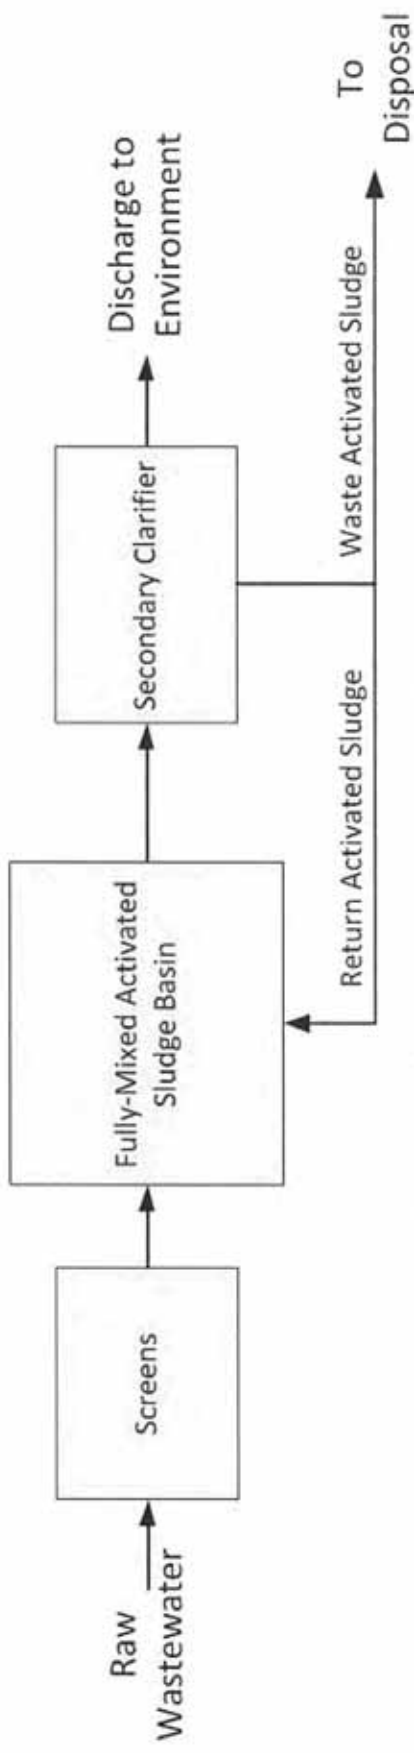 Raw
Wastewater
Screens
Fully-Mixed Activated
Sludge Basin
Secondary Clarifier
Discharge to
Environment
Return Activated Sludge
Waste Activated Sludge
To
Disposal